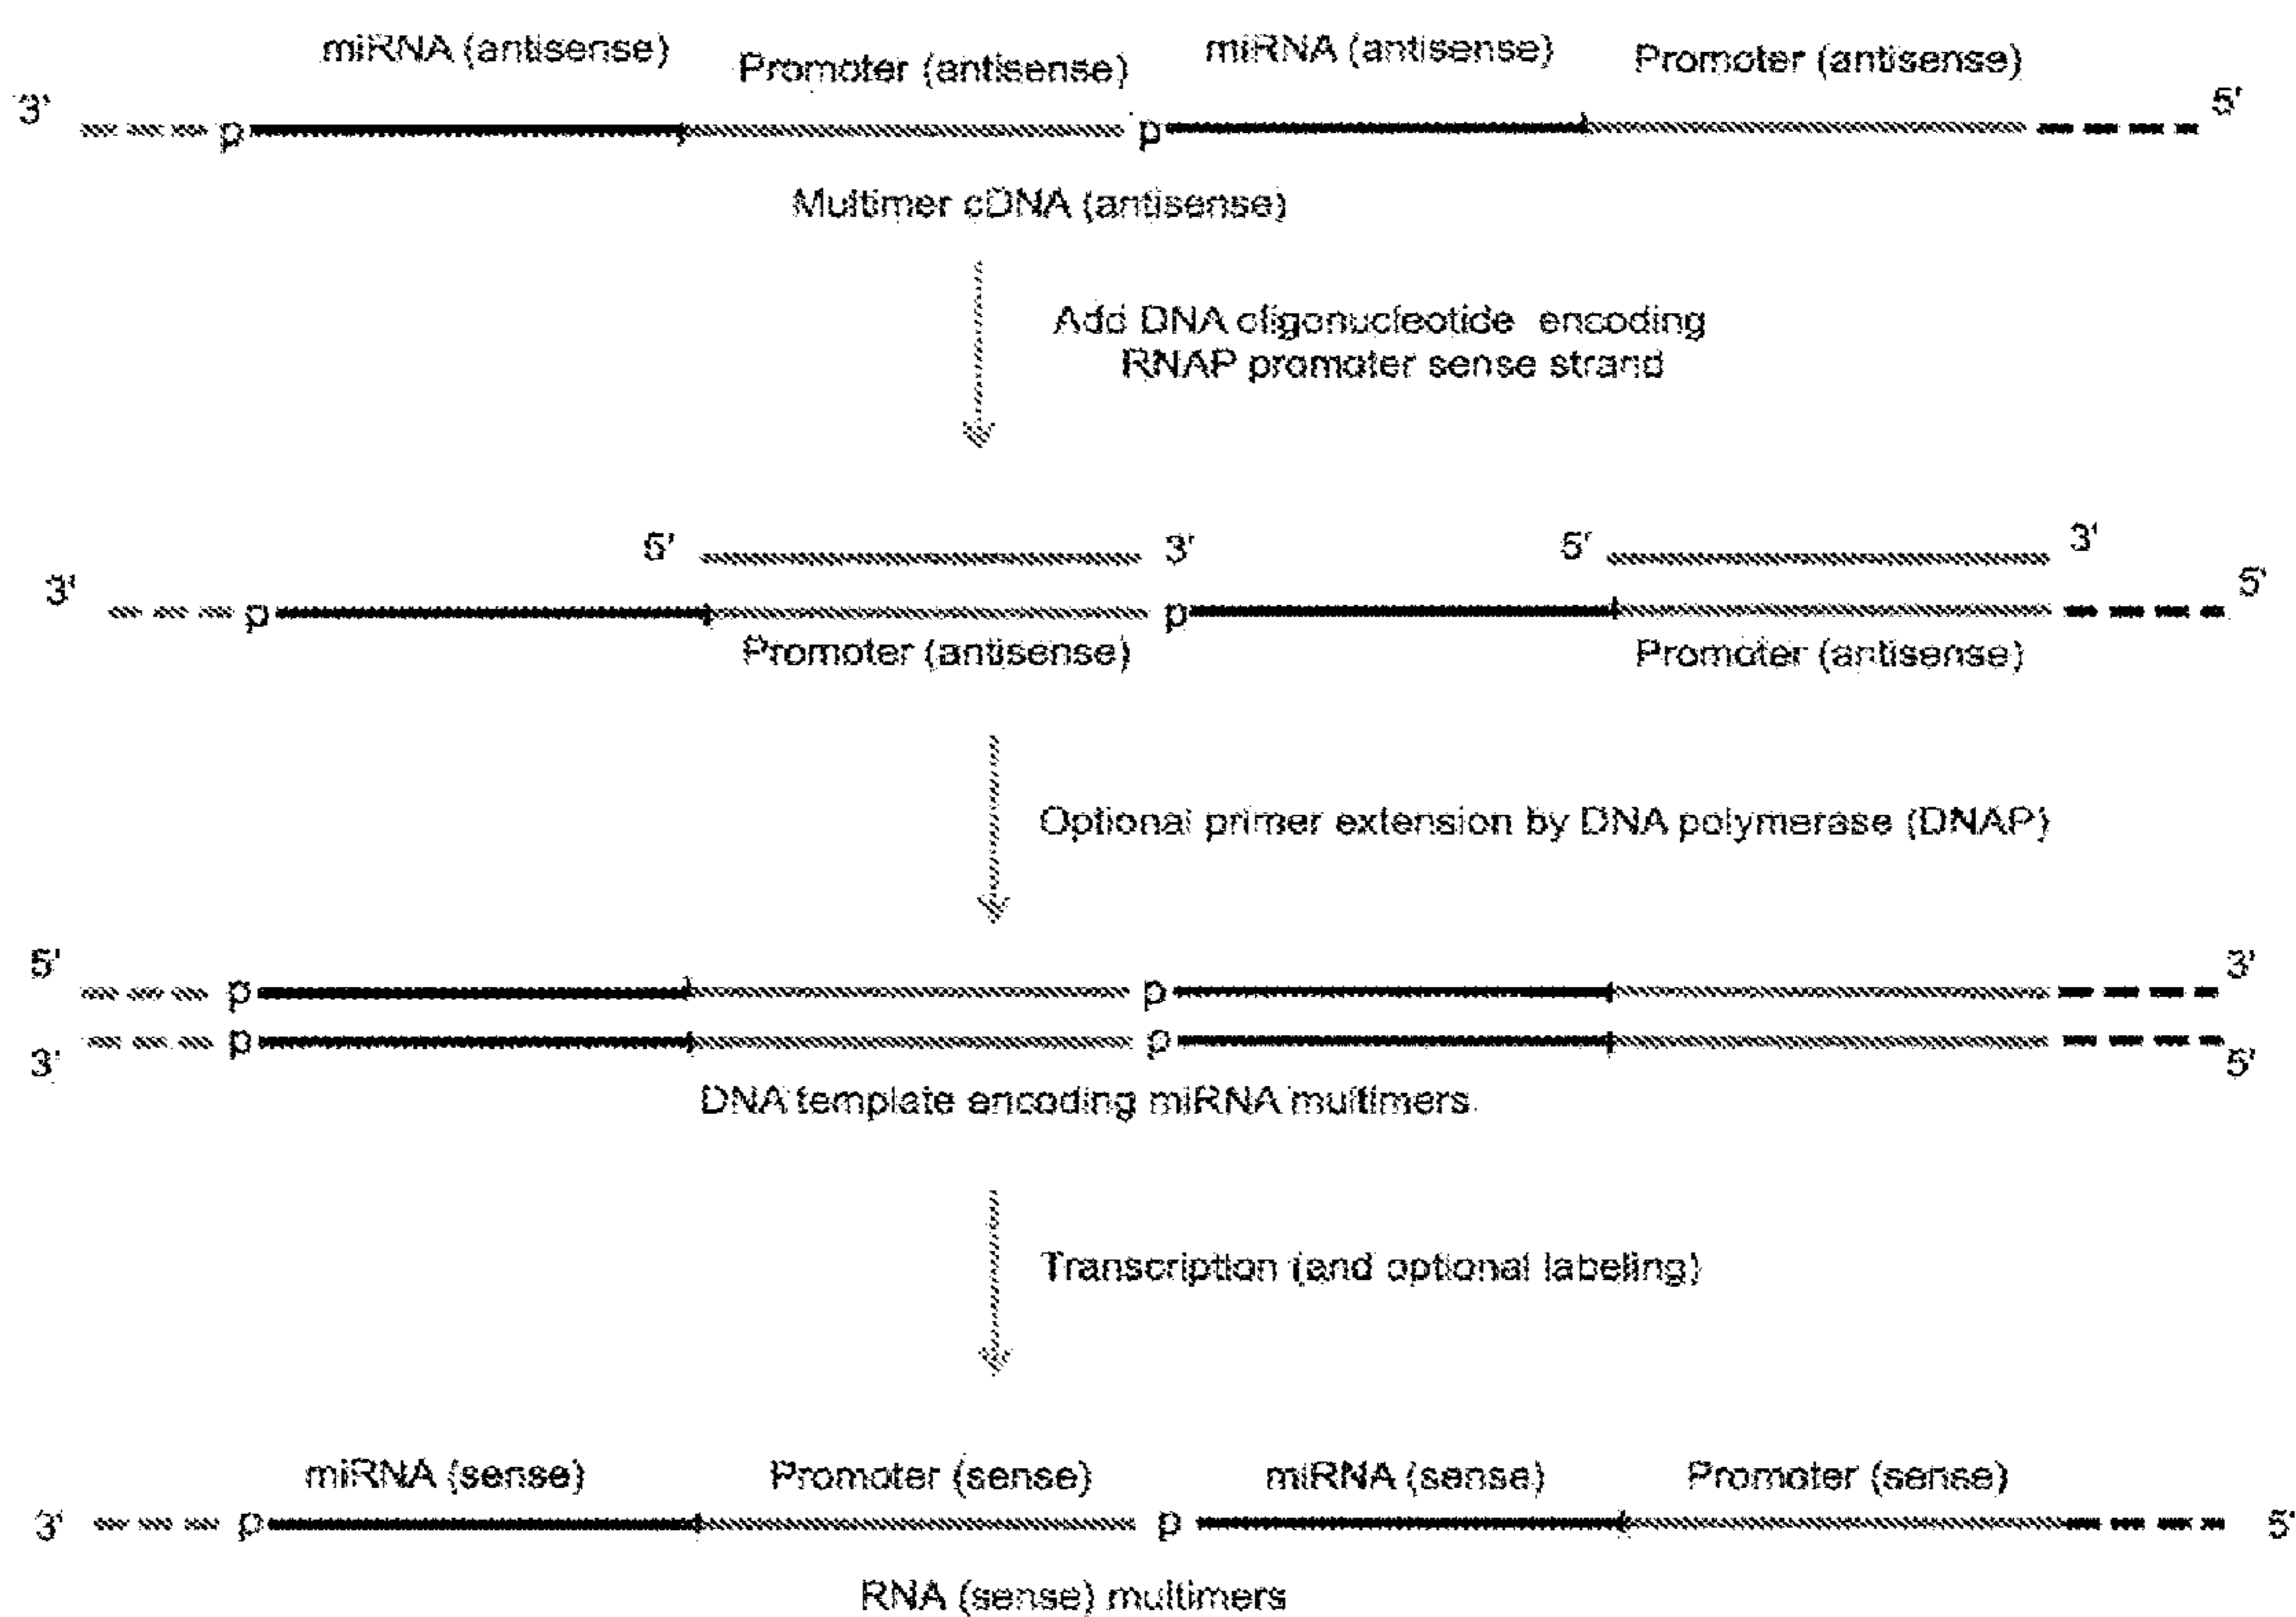 miRNA (antisense) Promoter (antisense) miRNA (antisense) Promoter (antisense)
3' p p 5'
Multimer cDNA (antisense)
Add DNA oligonucleotide encoding
RNAP promoter sense strand
5' 3' 5' 3'
3' p p 5'
Promoter (antisense) Promoter (antisense)
Optional primer extension by DNA polymerase (DNAP)
5' p p 3'
3' p p 5'
DNA template encoding miRNA multimers
Transcription (and optional labeling)
miRNA (sense) Promoter (sense) miRNA (sense) Promoter (sense)
3' p p 5'
RNA (sense) multimers